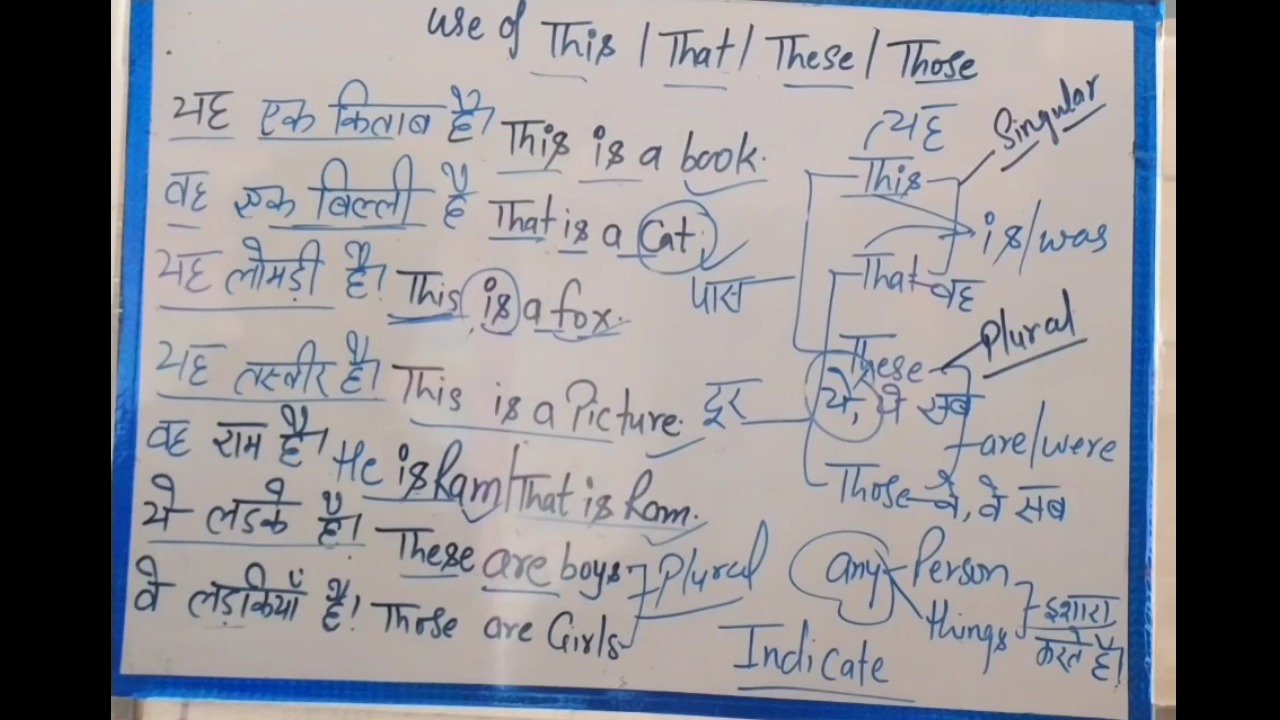 use of This / That / These / Those
यह एक किताब है। This is a book.
वह एक बिल्ली है That is a Cat.
यह लोमड़ी है। This is a fox.
यह तस्वीर है। This is a Picture.
वह राम है। He is Ram / That is Ram.
ये लडके है। These are boys
वे लड़कियाँ है। Those are Girls
Plural
यह
This
Singular
is/was
That वह
पास
These
Plural
ये, ये सब
दूर
are/were
Those वे, वे सब
any Person
things
इशारा
करते है।
Indicate